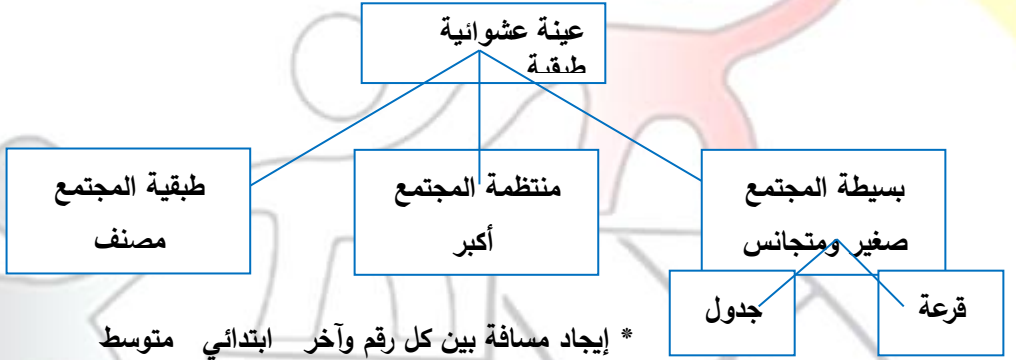 عينة عشوائية
طبقية
بسيطة المجتمع
صغير ومتجانس
منتظمة المجتمع
أكبر
طبقية المجتمع
مصنف
قرعة
جدول
* إيجاد مسافة بين كل رقم وآخر ابتدائي متوسط